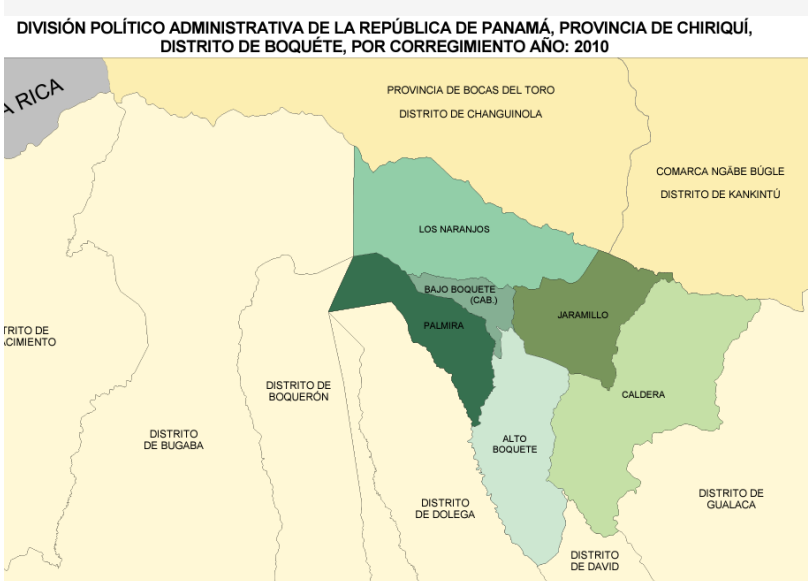 DIVISIÓN POLÍTICO ADMINISTRATIVA DE LA REPÚBLICA DE PANAMÁ, PROVINCIA DE CHIRIQUÍ,
DISTRITO DE BOQUÉTE, POR CORREGIMIENTO AÑO: 2010
A RICA
PROVINCIA DE BOCAS DEL TORO
DISTRITO DE CHANGUINOLA
COMARCA NGÄBE BÚGLE
DISTRITO DE KANKINTÚ
LOS NARANJOS
BAJO BOQUETE
(CAB.)
JARAMILLO
PALMIRA
TRITO DE
ACIMIENTO
DISTRITO DE
BOQUERÓN
CALDERA
DISTRITO
DE BUGABA
ALTO
BOQUETE
DISTRITO
DE DOLEGA
DISTRITO DE
GUALACA
DISTRITO
DE DAVID